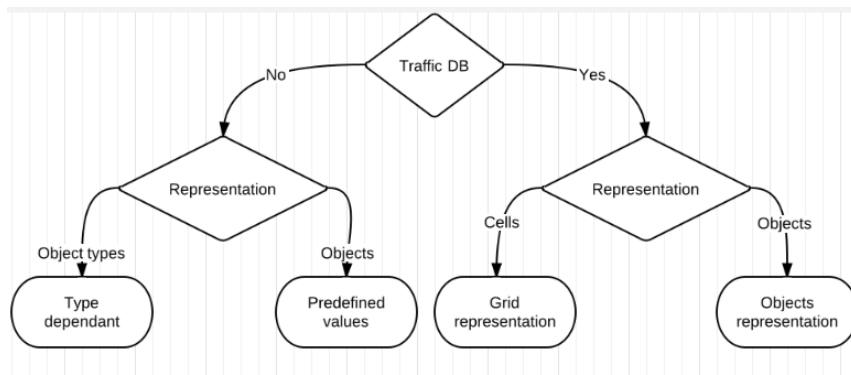 Traffic DB
No
Yes
Representation
Representation
Cells
Objects
Object types
Objects
Type
dependant
Predefined
values
Grid
representation
Objects
representation